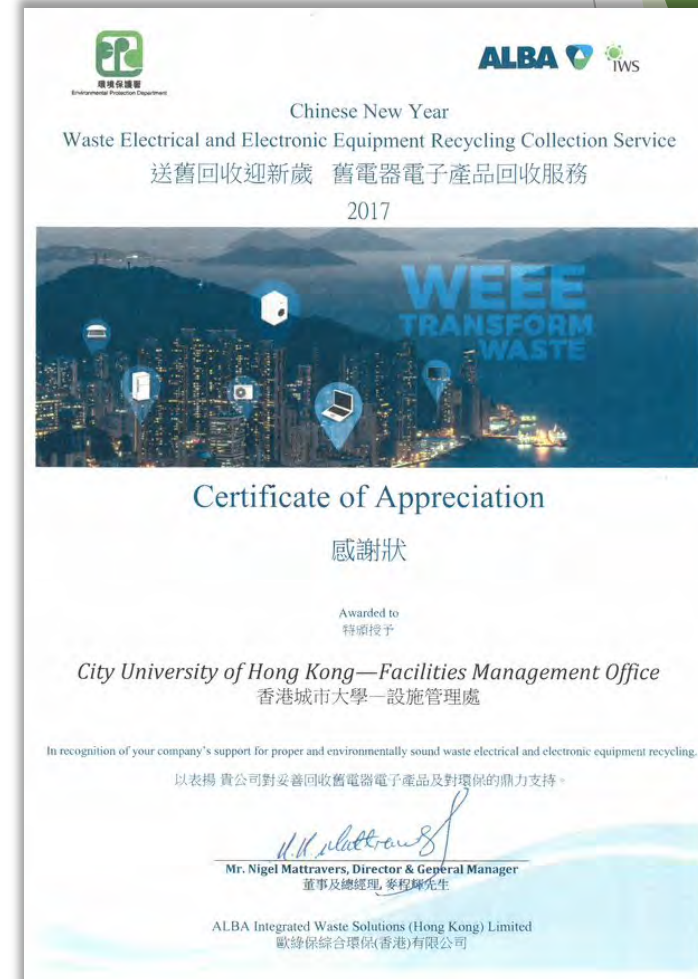 環境保護署
Environmental Protection Department
ALBA IWS
Chinese New Year
Waste Electrical and Electronic Equipment Recycling Collection Service
送舊回收迎新歲 舊電器電子產品回收服務
2017
WEEE
TRANSFORM
WASTE
Certificate of Appreciation
感謝狀
Awarded to
特頒授予
City University of Hong Kong—Facilities Management Office
香港城市大學—設施管理處
In recognition of your company's support for proper and environmentally sound waste electrical and electronic equipment recycling.
以表揚 貴公司對妥善回收舊電器電子產品及對環保的鼎力支持。
Mr. Nigel Mattravers, Director & General Manager
董事及總經理, 麥程輝先生
ALBA Integrated Waste Solutions (Hong Kong) Limited
歐綠保綜合環保(香港)有限公司